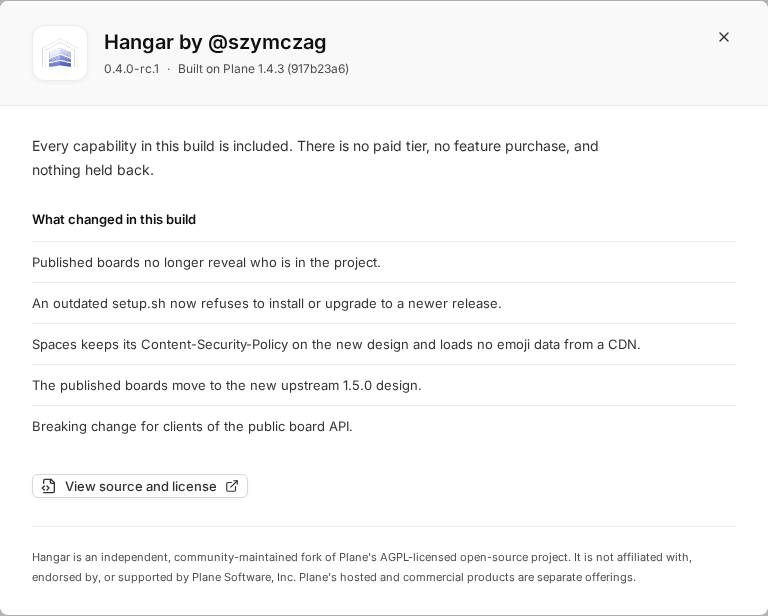 Hangar by @szymczag
0.4.0-rc.1 · Built on Plane 1.4.3 (917b23a6)
Every capability in this build is included. There is no paid tier, no feature purchase, and
nothing held back.
What changed in this build
Published boards no longer reveal who is in the project.
An outdated setup.sh now refuses to install or upgrade to a newer release.
Spaces keeps its Content-Security-Policy on the new design and loads no emoji data from a CDN.
The published boards move to the new upstream 1.5.0 design.
Breaking change for clients of the public board API.
View source and license
Hangar is an independent, community-maintained fork of Plane's AGPL-licensed open-source project. It is not affiliated with,
endorsed by, or supported by Plane Software, Inc. Plane's hosted and commercial products are separate offerings.